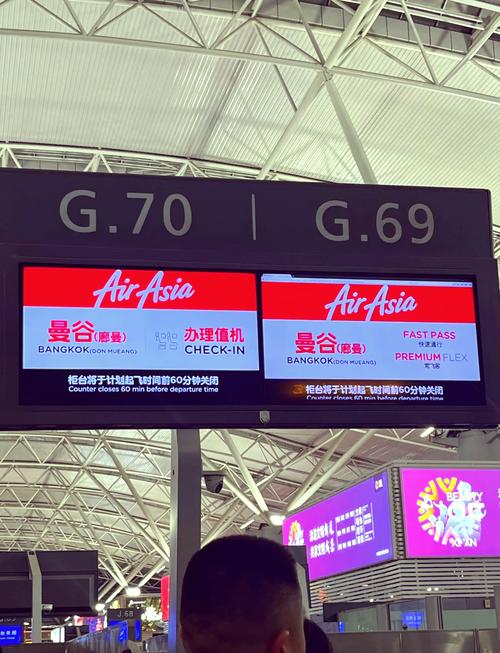 G.70 | G.69
AirAsia
曼谷(廊曼)
BANGKOK(DON MUEANG)
办理值机
CHECK-IN
柜台将于计划起飞时间前60分钟关闭
Counter closes 60 min before departure time
AirAsia
曼谷(廊曼)
BANGKOK(DON MUEANG)
FAST PASS
快速通行
PREMIUM FLEX
柜台将于计划起飞时间前60分钟关闭
Counter closes 60 min before departure time
BEAUTY
XI'AN
J.68